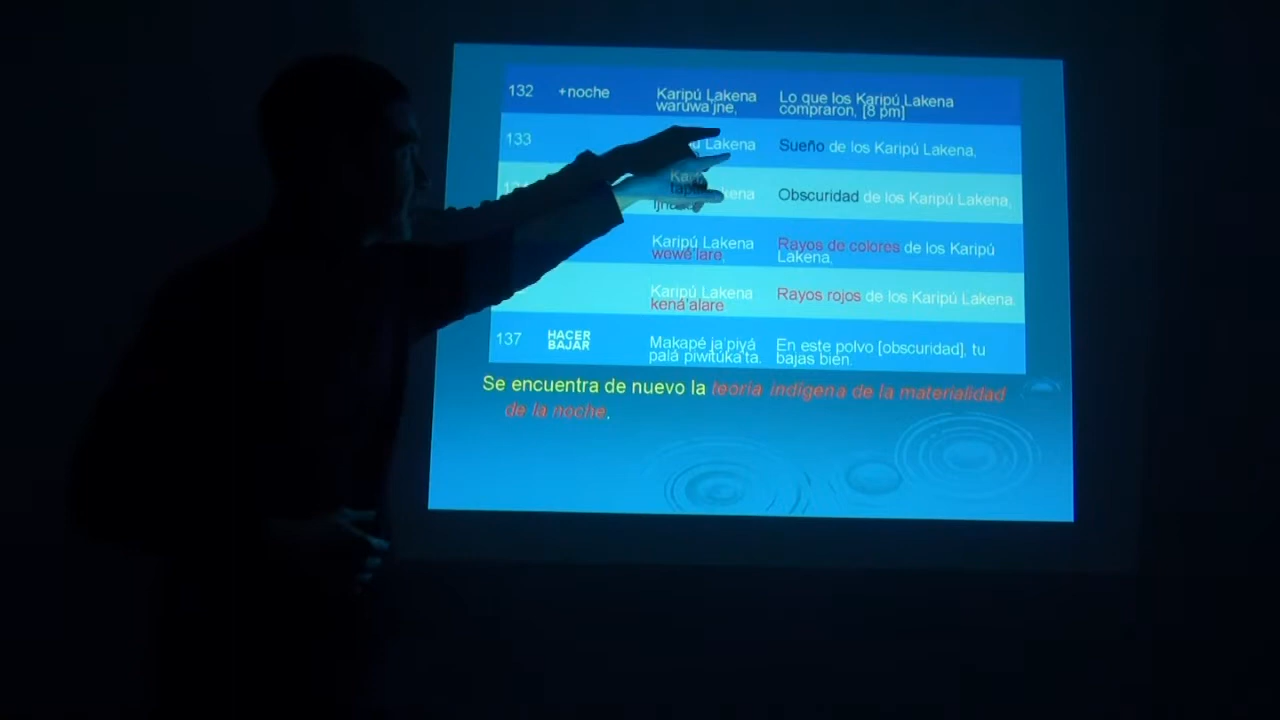 132 +noche Karipú Lakena Lo que los Karipú Lakena
warúwa'jne, compraron, [8 pm]
133 Lakena Sueño de los Karipú Lakena,
Obscuridad de los Karipú Lakena,
Karipú Lakena Rayos de colores de los Karipú
wewé'lare, Lakena,
Karipú Lakena Rayos rojos de los Karipú Lakena.
kená'alare
137 HACER BAJAR Makapé ja'piyá En este polvo [obscuridad], tu
palá piwitúka'ta. bajas bién.
Se encuentra de nuevo la teoría indígena de la materialidad
de la noche.